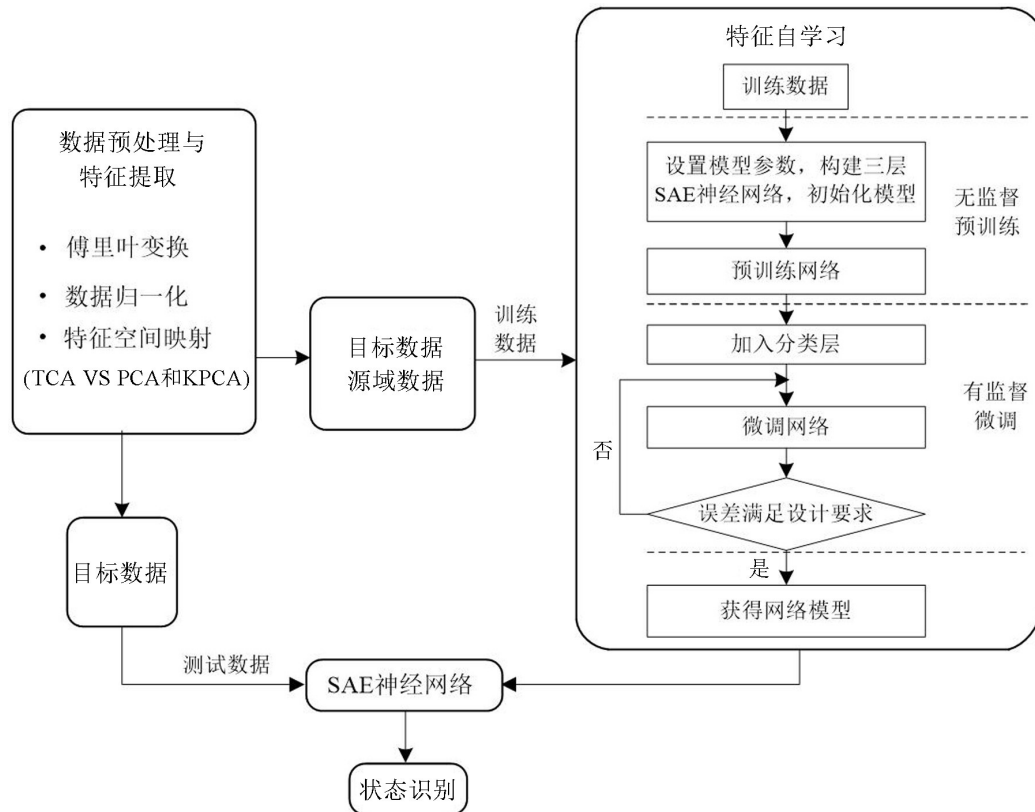 数据预处理与
特征提取
• 傅里叶变换
• 数据归一化
• 特征空间映射
(TCA VS PCA和KPCA)
目标数据
源域数据
训练
数据
特征自学习
训练数据
设置模型参数，构建三层
SAE神经网络，初始化模型
预训练网络
无监督
预训练
加入分类层
微调网络
误差满足设计要求
否
是
有监督
微调
获得网络模型
目标数据
测试数据
SAE神经网络
状态识别